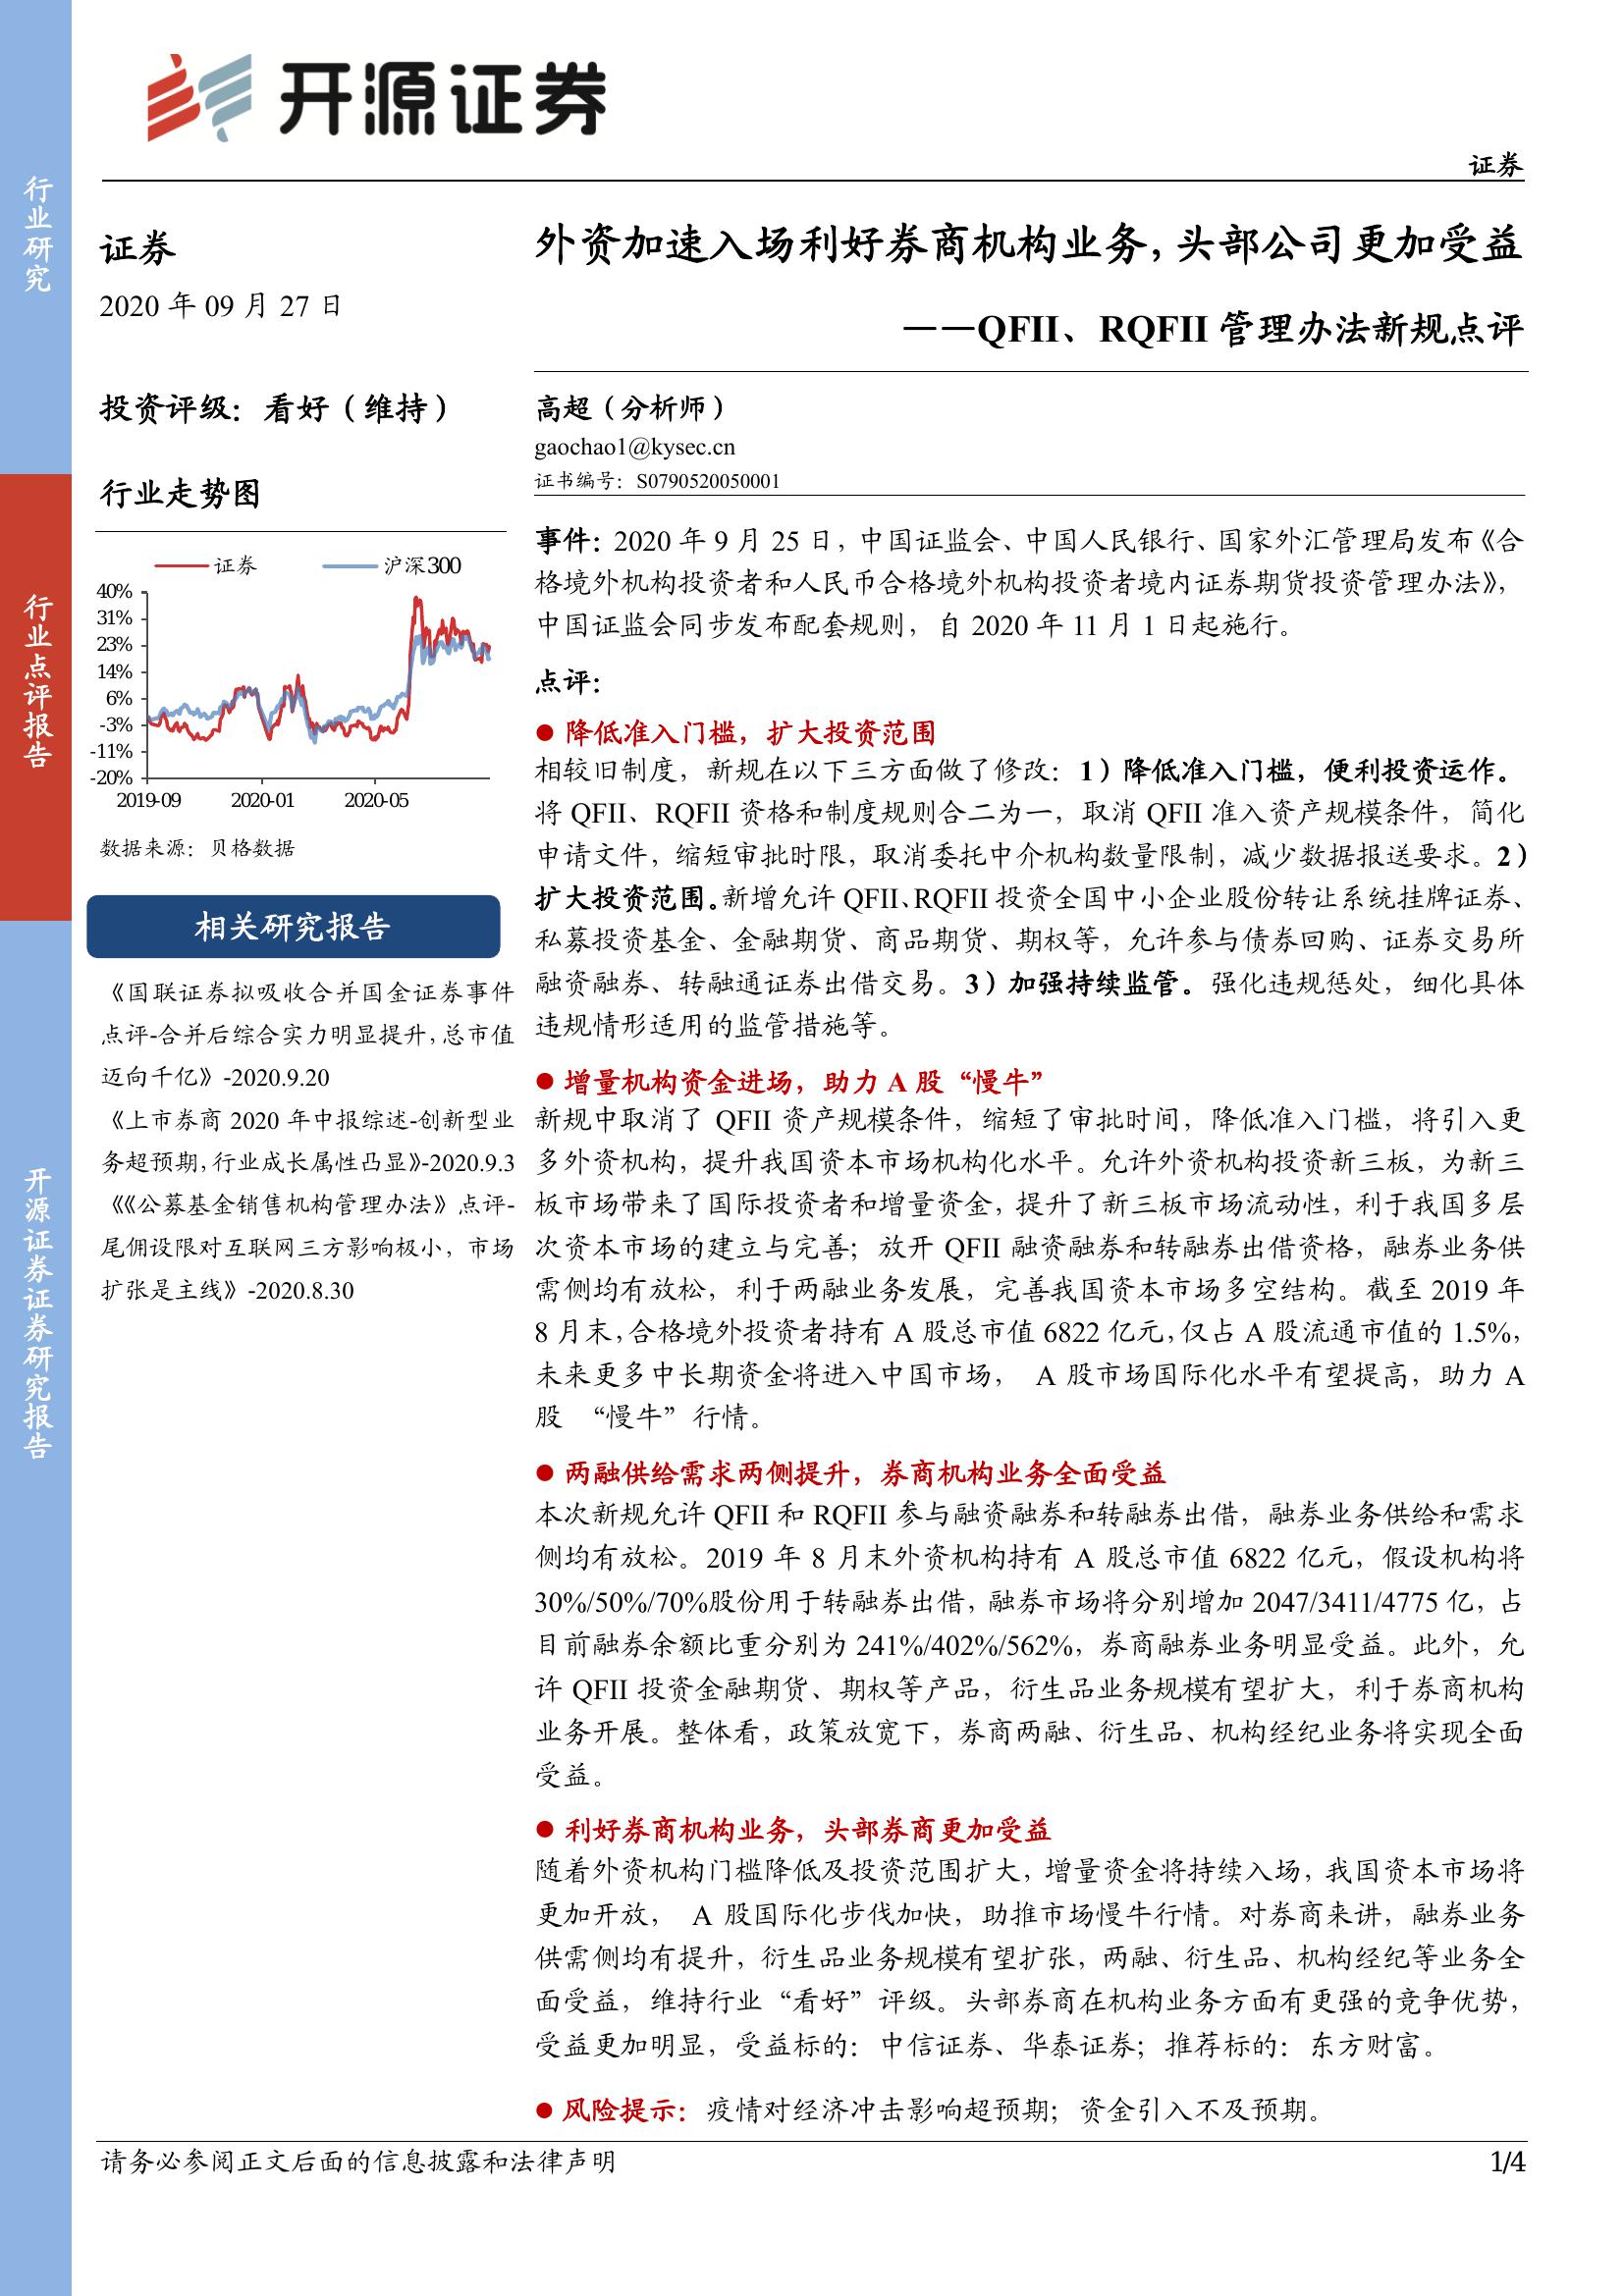 开源证券
证券
行业研究
行业点评报告
开源证券证券研究报告
证券
2020 年 09 月 27 日
投资评级：看好（维持）
行业走势图
证券 沪深300
40%
31%
23%
14%
6%
-3%
-11%
-20%
2019-09 2020-01 2020-05
数据来源：贝格数据
相关研究报告
《国联证券拟吸收合并国金证券事件
点评-合并后综合实力明显提升，总市值
迈向千亿》-2020.9.20
《上市券商 2020 年中报综述-创新型业
务超预期，行业成长属性凸显》-2020.9.3
《《公募基金销售机构管理办法》点评-
尾佣设限对互联网三方影响极小，市场
扩张是主线》-2020.8.30
外资加速入场利好券商机构业务，头部公司更加受益
——QFII、RQFII 管理办法新规点评
高超（分析师）
gaochao1@kysec.cn
证书编号：S0790520050001
事件：2020 年 9 月 25 日，中国证监会、中国人民银行、国家外汇管理局发布《合
格境外机构投资者和人民币合格境外机构投资者境内证券期货投资管理办法》，
中国证监会同步发布配套规则，自 2020 年 11 月 1 日起施行。
点评：
● 降低准入门槛，扩大投资范围
相较旧制度，新规在以下三方面做了修改：1）降低准入门槛，便利投资运作。
将 QFII、RQFII 资格和制度规则合二为一，取消 QFII 准入资产规模条件，简化
申请文件，缩短审批时限，取消委托中介机构数量限制，减少数据报送要求。2）
扩大投资范围。新增允许 QFII、RQFII 投资全国中小企业股份转让系统挂牌证券、
私募投资基金、金融期货、商品期货、期权等，允许参与债券回购、证券交易所
融资融券、转融通证券出借交易。3）加强持续监管。强化违规惩处，细化具体
违规情形适用的监管措施等。
● 增量机构资金进场，助力 A 股“慢牛”
新规中取消了 QFII 资产规模条件，缩短了审批时间，降低准入门槛，将引入更
多外资机构，提升我国资本市场机构化水平。允许外资机构投资新三板，为新三
板市场带来了国际投资者和增量资金，提升了新三板市场流动性，利于我国多层
次资本市场的建立与完善；放开 QFII 融资融券和转融券出借资格，融券业务供
需侧均有放松，利于两融业务发展，完善我国资本市场多空结构。截至 2019 年
8 月末，合格境外投资者持有 A 股总市值 6822 亿元，仅占 A 股流通市值的 1.5%，
未来更多中长期资金将进入中国市场， A 股市场国际化水平有望提高，助力 A
股 “慢牛”行情。
● 两融供给需求两侧提升，券商机构业务全面受益
本次新规允许 QFII 和 RQFII 参与融资融券和转融券出借，融券业务供给和需求
侧均有放松。2019 年 8 月末外资机构持有 A 股总市值 6822 亿元，假设机构将
30%/50%/70%股份用于转融券出借，融券市场将分别增加 2047/3411/4775 亿，占
目前融券余额比重分别为 241%/402%/562%，券商融券业务明显受益。此外，允
许 QFII 投资金融期货、期权等产品，衍生品业务规模有望扩大，利于券商机构
业务开展。整体看，政策放宽下，券商两融、衍生品、机构经纪业务将实现全面
受益。
● 利好券商机构业务，头部券商更加受益
随着外资机构门槛降低及投资范围扩大，增量资金将持续入场，我国资本市场将
更加开放， A 股国际化步伐加快，助推市场慢牛行情。对券商来讲，融券业务
供需侧均有提升，衍生品业务规模有望扩张，两融、衍生品、机构经纪等业务全
面受益，维持行业“看好”评级。头部券商在机构业务方面有更强的竞争优势，
受益更加明显，受益标的：中信证券、华泰证券；推荐标的：东方财富。
● 风险提示：疫情对经济冲击影响超预期；资金引入不及预期。
请务必参阅正文后面的信息披露和法律声明
1/4